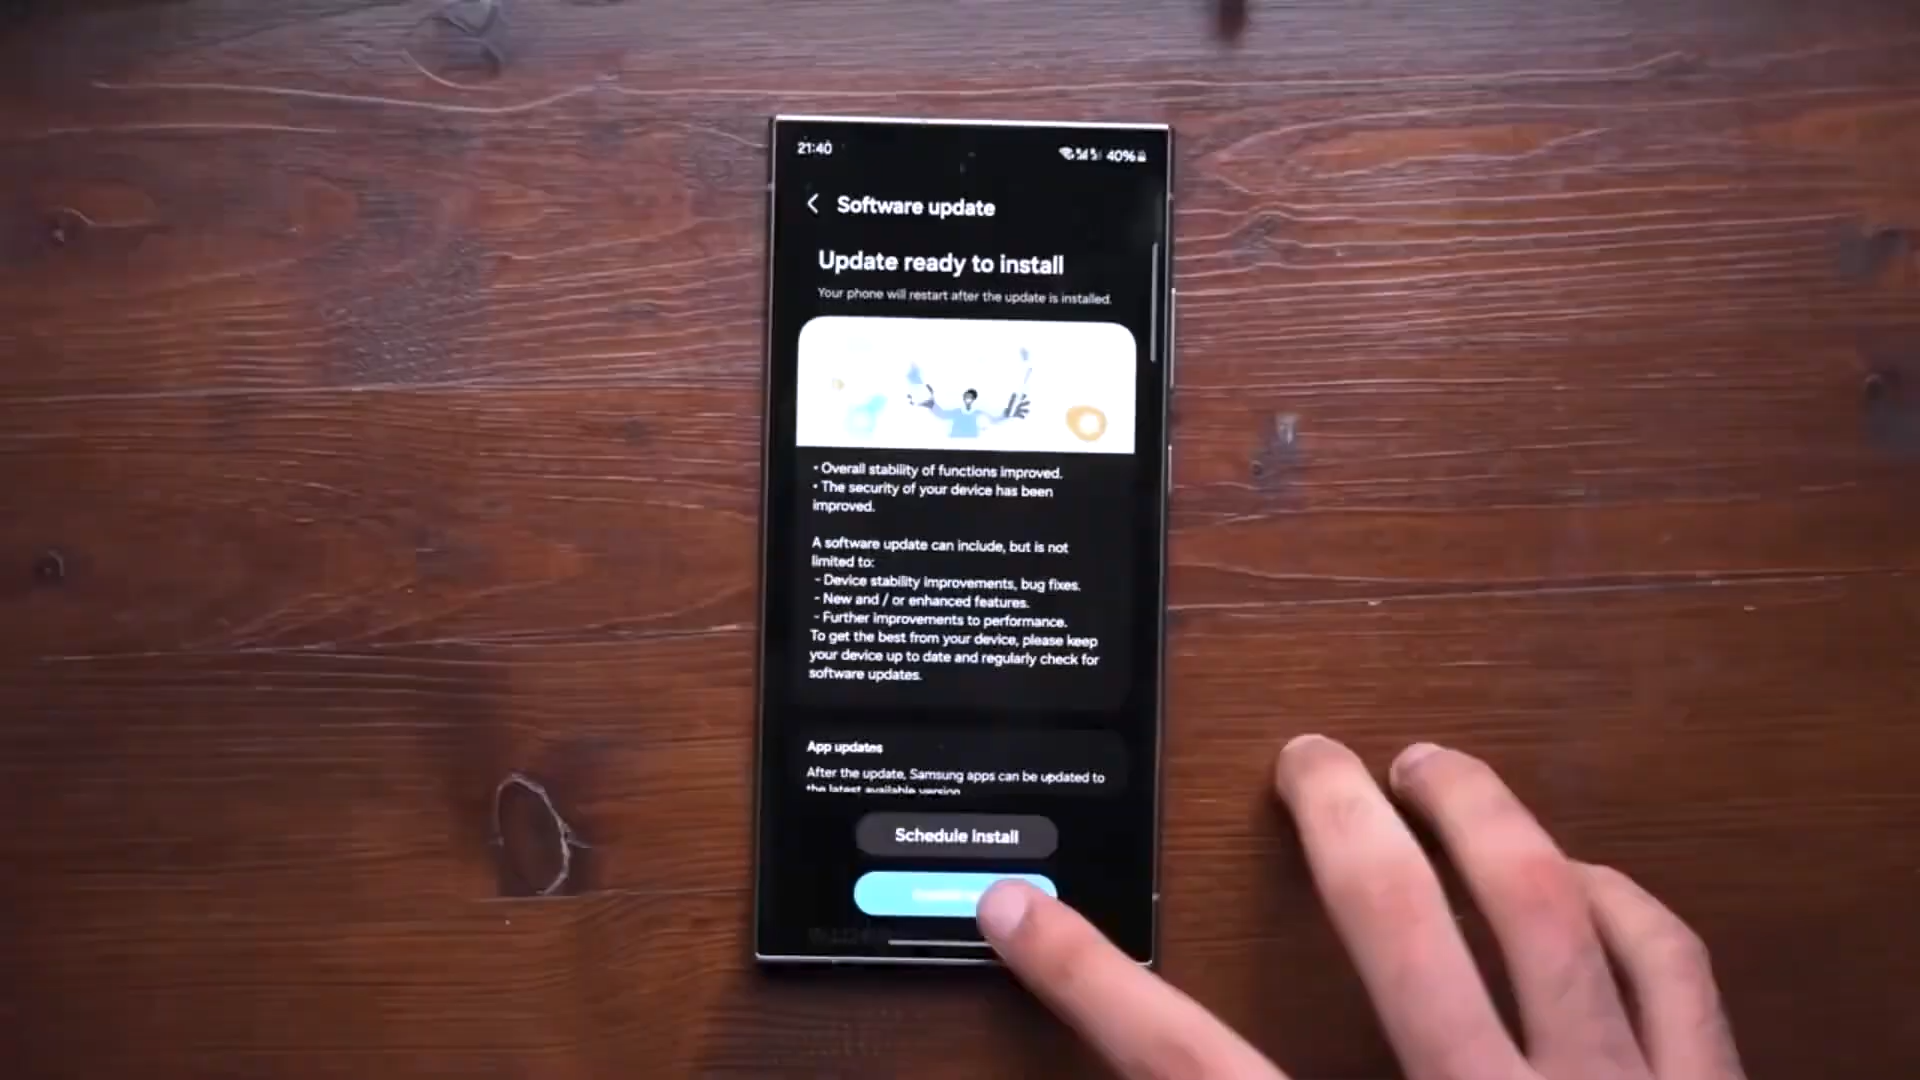 21:40
40%
Software update
Update ready to install
Your phone will restart after the update is installed.
• Overall stability of functions improved.
• The security of your device has been
improved.
A software update can include, but is not
limited to:
- Device stability improvements, bug fixes.
- New and / or enhanced features.
- Further improvements to performance.
To get the best from your device, please keep
your device up to date and regularly check for
software updates.
App updates
After the update, Samsung apps can be updated to
the latest available version
Schedule install